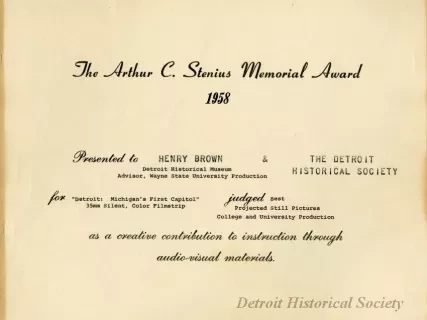 The Arthur C. Stenius Memorial Award
1958
Presented to HENRY BROWN & THE DETROIT
Detroit Historical Museum HISTORICAL SOCIETY
Advisor, Wayne State University Production
for "Detroit: Michigan's First Capitol" judged Best
35mm Silent, Color Filmstrip Projected Still Pictures
College and University Production
as a creative contribution to instruction through
audio-visual materials.
Detroit Historical Society